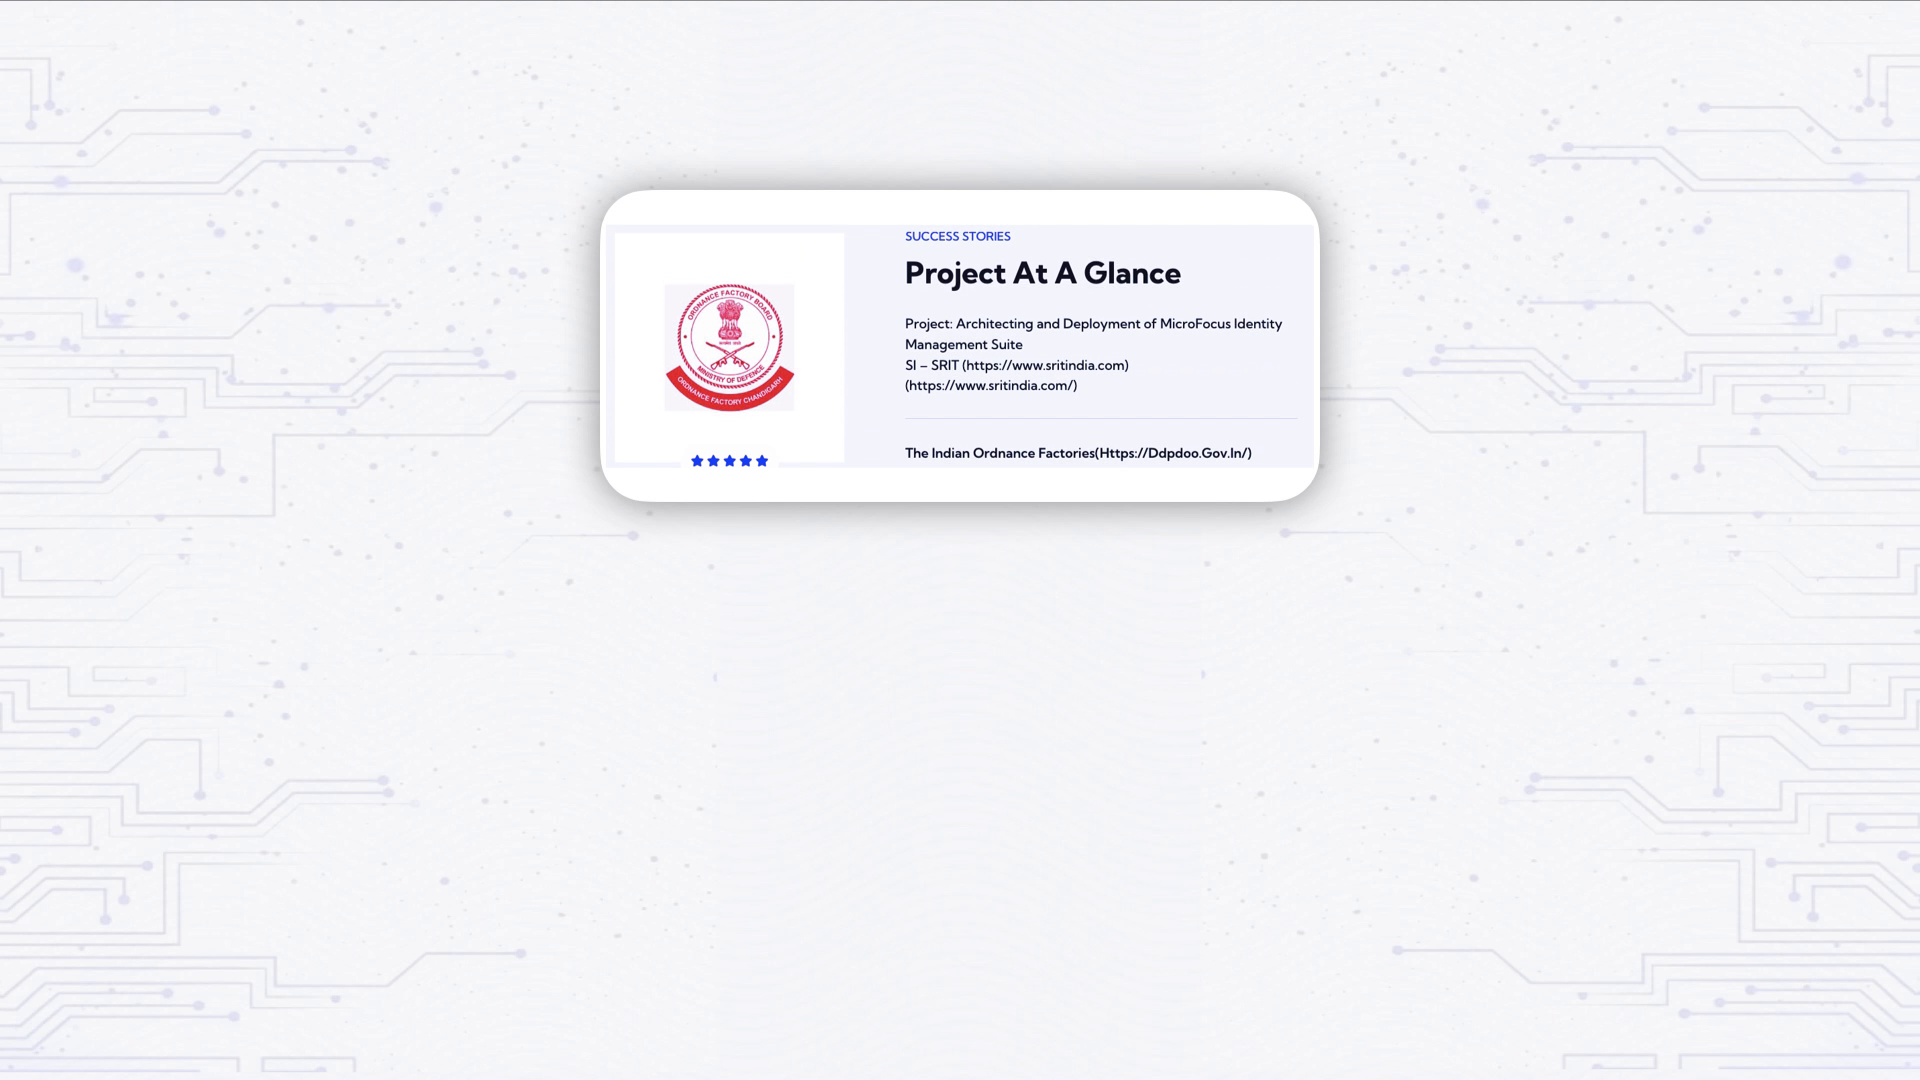 SUCCESS STORIES
Project At A Glance
Project: Architecting and Deployment of MicroFocus Identity
Management Suite
SI – SRIT (https://www.sritindia.com)
(https://www.sritindia.com/)
The Indian Ordnance Factories(Https://Ddpdoo.Gov.In/)
ORDNANCE FACTORY BOARD
MINISTRY OF DEFENCE
ORDNANCE FACTORY CHANDIGARH